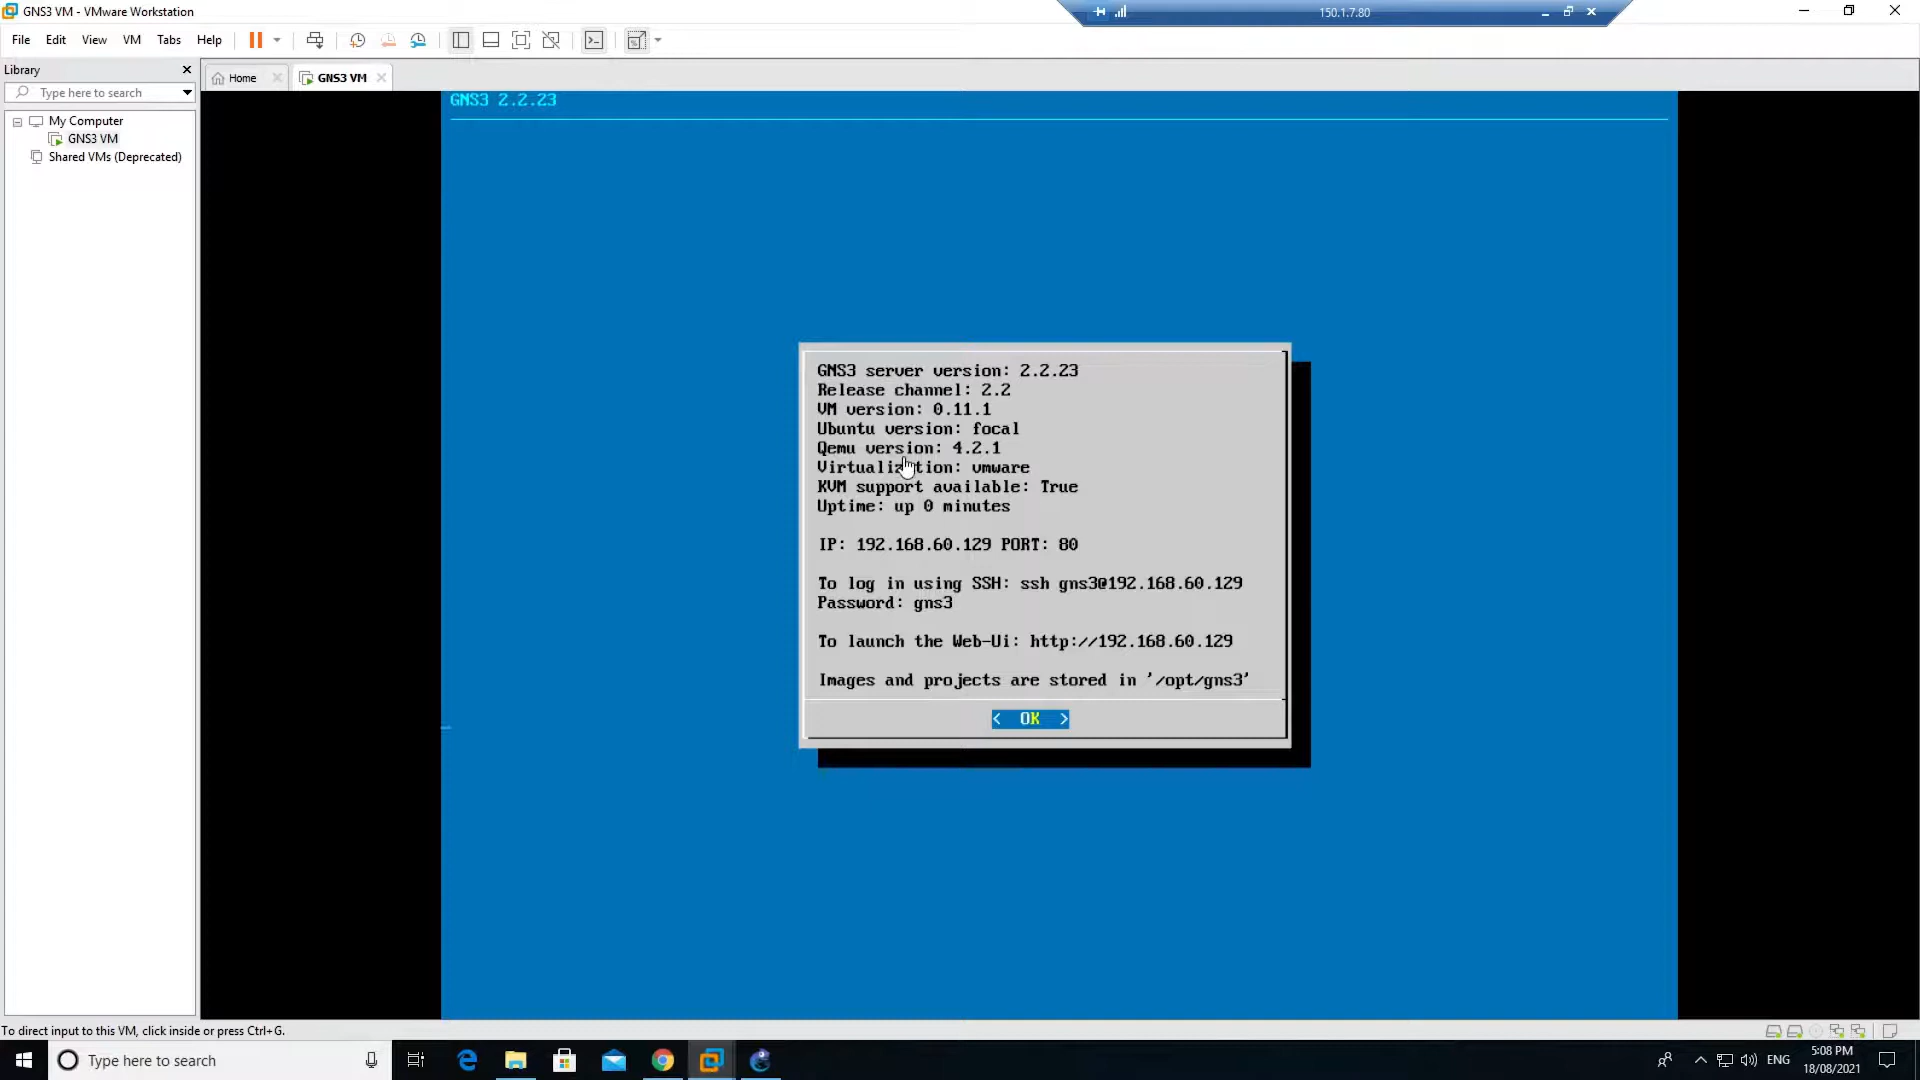 GNS3 VM - VMware Workstation
150.1.7.80
File Edit View VM Tabs Help
Library
Home
GNS3 VM
Type here to search
My Computer
GNS3 VM
Shared VMs (Deprecated)
GNS3 2.2.23
GNS3 server version: 2.2.23
Release channel: 2.2
VM version: 0.11.1
Ubuntu version: focal
Qemu version: 4.2.1
Virtualization: vmware
KVM support available: True
Uptime: up 0 minutes
IP: 192.168.60.129 PORT: 80
To log in using SSH: ssh gns3@192.168.60.129
Password: gns3
To launch the Web-Ui: http://192.168.60.129
Images and projects are stored in '/opt/gns3'
< OK >
To direct input to this VM, click inside or press Ctrl+G.
Type here to search
ENG
5:08 PM
18/08/2021